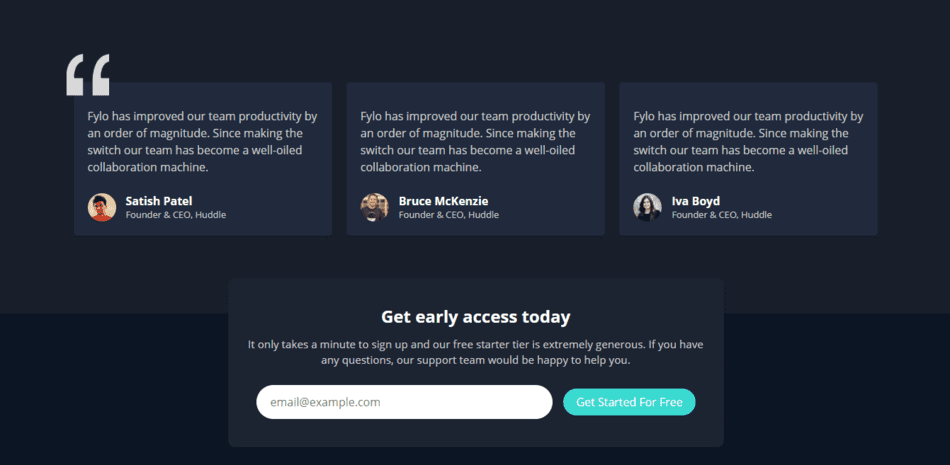 Fylo has improved our team productivity by
an order of magnitude. Since making the
switch our team has become a well-oiled
collaboration machine.
Satish Patel
Founder & CEO, Huddle
Fylo has improved our team productivity by
an order of magnitude. Since making the
switch our team has become a well-oiled
collaboration machine.
Bruce McKenzie
Founder & CEO, Huddle
Fylo has improved our team productivity by
an order of magnitude. Since making the
switch our team has become a well-oiled
collaboration machine.
Iva Boyd
Founder & CEO, Huddle
Get early access today
It only takes a minute to sign up and our free starter tier is extremely generous. If you have
any questions, our support team would be happy to help you.
email@example.com
Get Started For Free